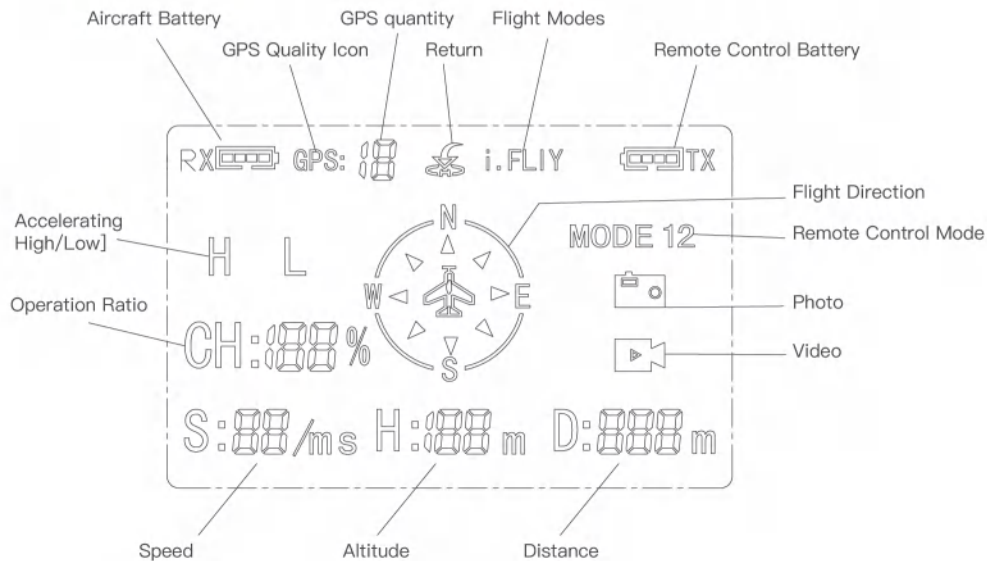 Aircraft Battery
GPS quantity
Flight Modes
GPS Quality Icon
Return
Remote Control Battery
RX GPS: 18 i.FLIY TX
Flight Direction
Accelerating
High/Low]
N
MODE 12
Remote Control Mode
H L
W E
Operation Ratio
Photo
CH:188%
Video
S
S:88/ms H:188 m D:888 m
Speed
Altitude
Distance